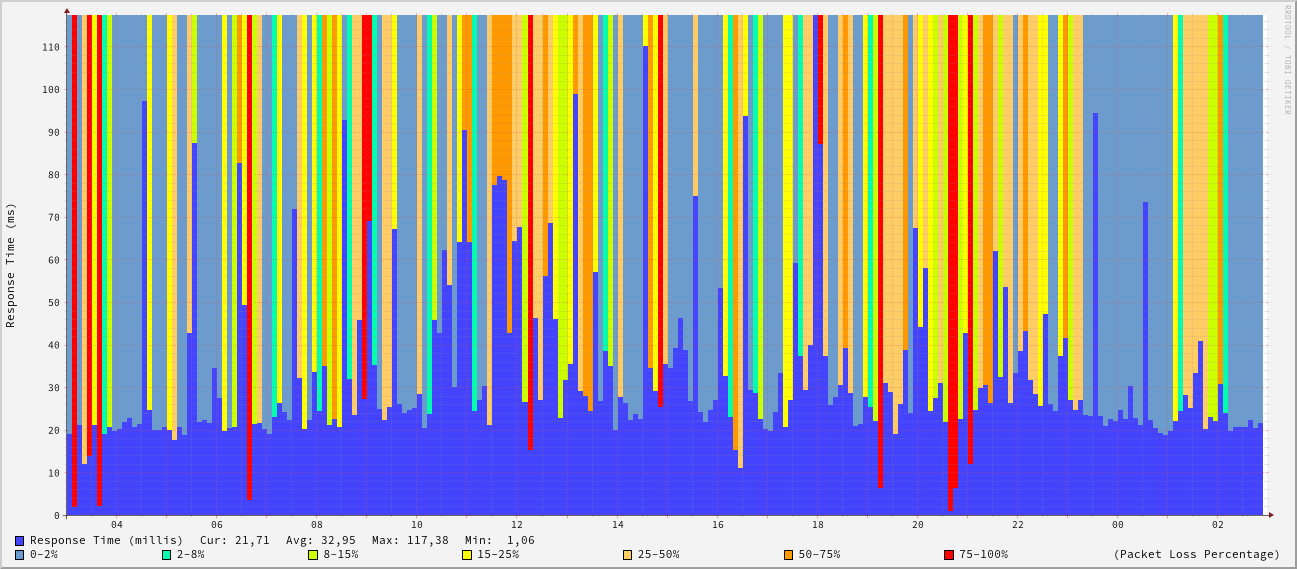 RRDTOOL / TOBI OETIKER
Response Time (ms)
110
100
90
80
70
60
50
40
30
20
10
0
04 06 08 10 12 14 16 18 20 22 00 02
Response Time (millis) Cur: 21,71 Avg: 32,95 Max: 117,38 Min: 1,06
0-2% 2-8% 8-15% 15-25% 25-50% 50-75% 75-100% (Packet Loss Percentage)